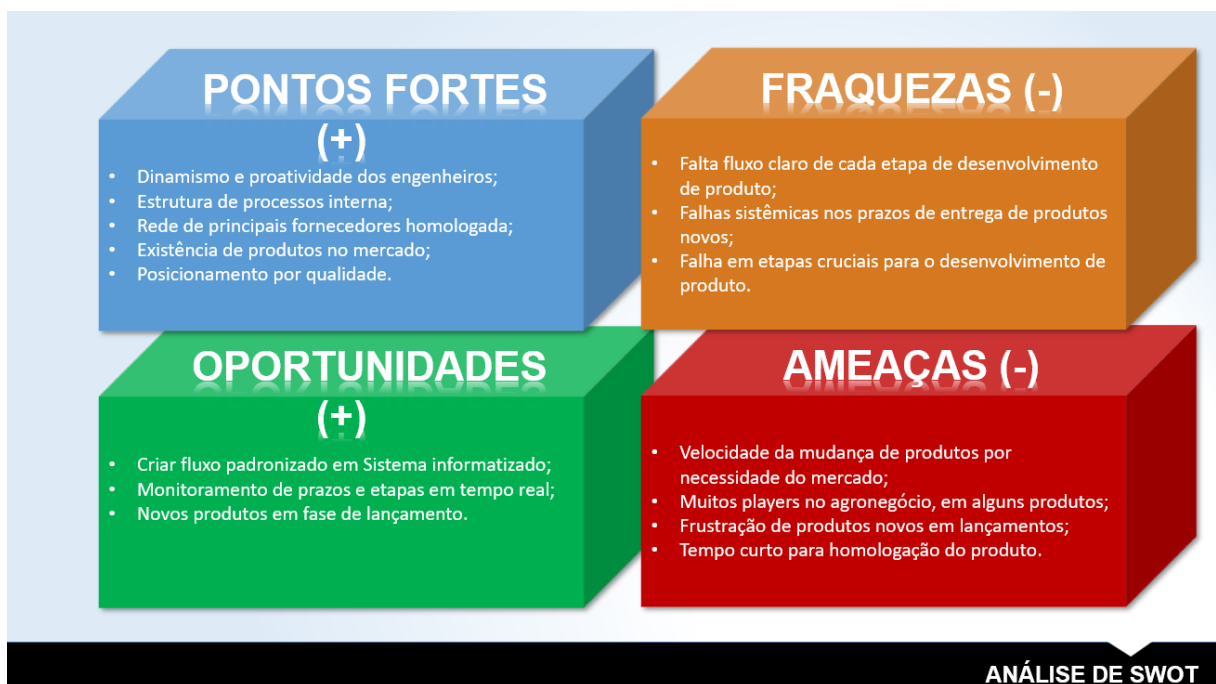 PONTOS FORTES
(+)
• Dinamismo e proatividade dos engenheiros;
• Estrutura de processos interna;
• Rede de principais fornecedores homologada;
• Existência de produtos no mercado;
• Posicionamento por qualidade.
FRAQUEZAS (-)
• Falta fluxo claro de cada etapa de desenvolvimento
de produto;
• Falhas sistêmicas nos prazos de entrega de produtos
novos;
• Falha em etapas cruciais para o desenvolvimento de
produto.
OPORTUNIDADES
(+)
• Criar fluxo padronizado em Sistema informatizado;
• Monitoramento de prazos e etapas em tempo real;
• Novos produtos em fase de lançamento.
AMEAÇAS (-)
• Velocidade da mudança de produtos por
necessidade do mercado;
• Muitos players no agronegócio, em alguns produtos;
• Frustração de produtos novos em lançamentos;
• Tempo curto para homologação do produto.
ANÁLISE DE SWOT